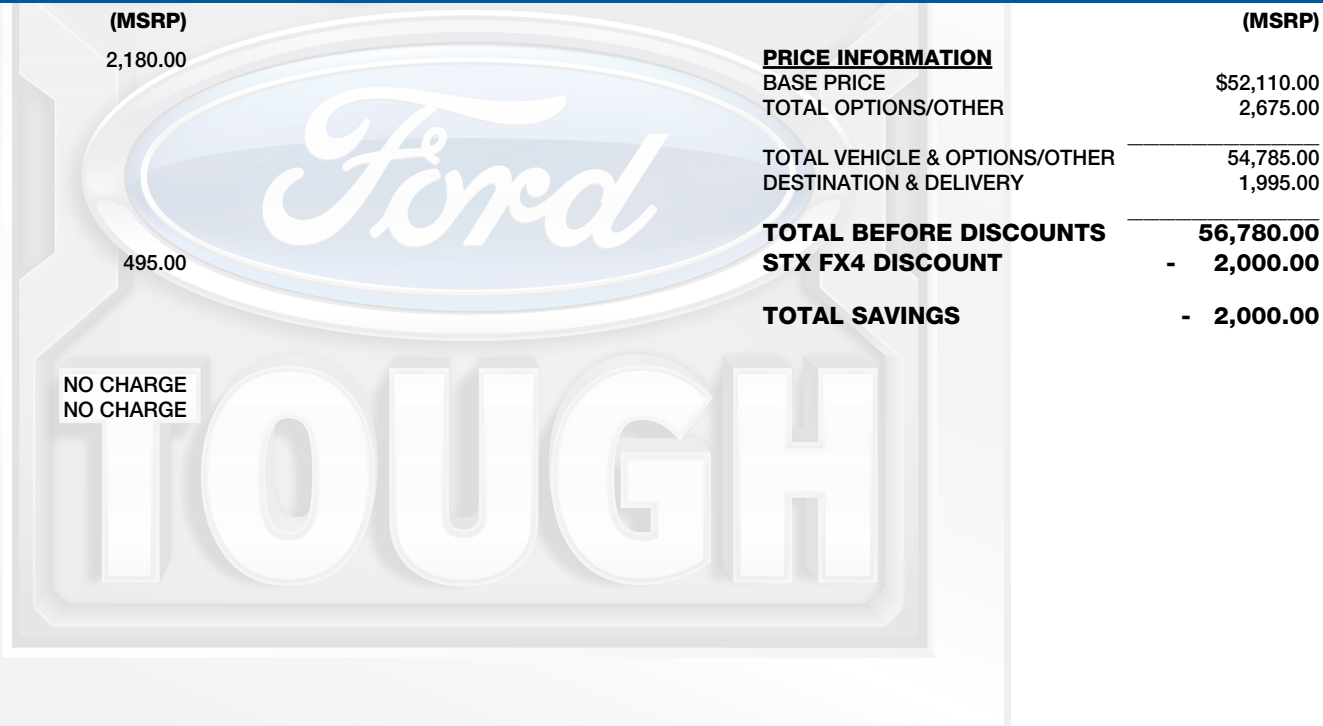 (MSRP)
2,180.00
495.00
NO CHARGE
NO CHARGE
(MSRP)
PRICE INFORMATION
BASE PRICE $52,110.00
TOTAL OPTIONS/OTHER 2,675.00
TOTAL VEHICLE & OPTIONS/OTHER 54,785.00
DESTINATION & DELIVERY 1,995.00
TOTAL BEFORE DISCOUNTS 56,780.00
STX FX4 DISCOUNT - 2,000.00
TOTAL SAVINGS - 2,000.00
Ford
TOUGH